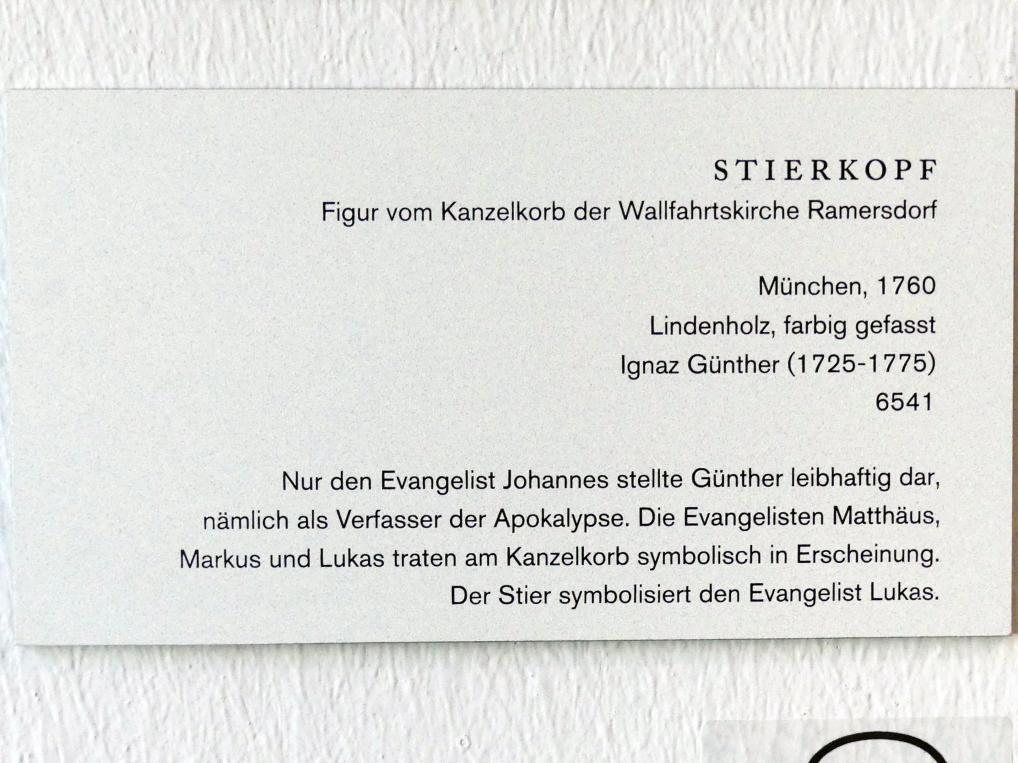 STIERKOPF
Figur vom Kanzelkorb der Wallfahrtskirche Ramersdorf
München, 1760
Lindenholz, farbig gefasst
Ignaz Günther (1725-1775)
6541
Nur den Evangelist Johannes stellte Günther leibhaftig dar,
nämlich als Verfasser der Apokalypse. Die Evangelisten Matthäus,
Markus und Lukas traten am Kanzelkorb symbolisch in Erscheinung.
Der Stier symbolisiert den Evangelist Lukas.